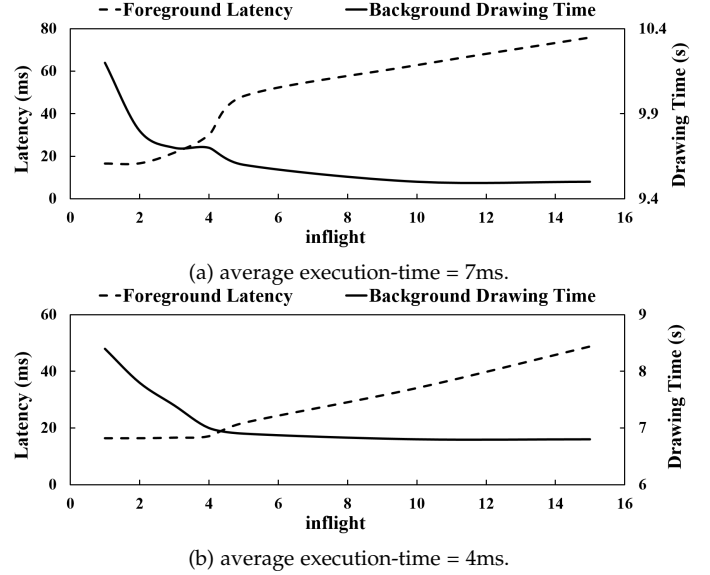 Foreground Latency Background Drawing Time
80 10.4
60
9.9
40
20
0 9.4
Latency (ms)
Drawing Time (s)
0 2 4 6 8 10 12 14 16
inflight
(a) average execution-time = 7ms.
Foreground Latency Background Drawing Time
60 9
40 8
20 7
0 6
Latency (ms)
Drawing Time (s)
0 2 4 6 8 10 12 14 16
inflight
(b) average execution-time = 4ms.